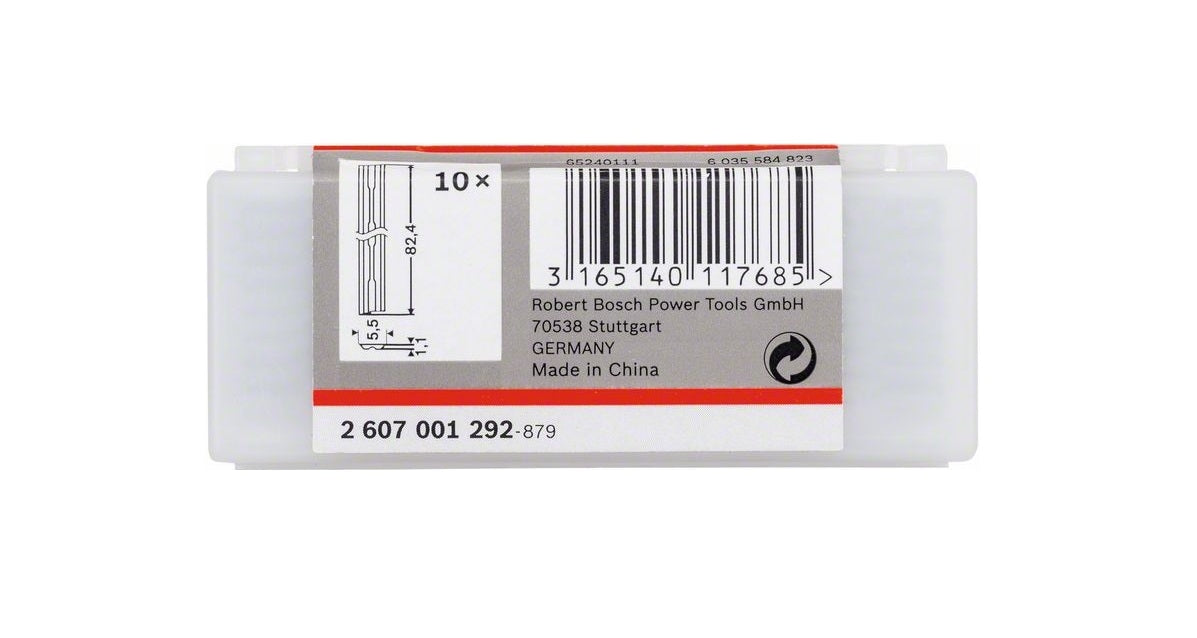 65240111 6 035 584 823
10×
82,4
5,5
1,1
3 165140 117685 >
Robert Bosch Power Tools GmbH
70538 Stuttgart
GERMANY
Made in China
2 607 001 292-879